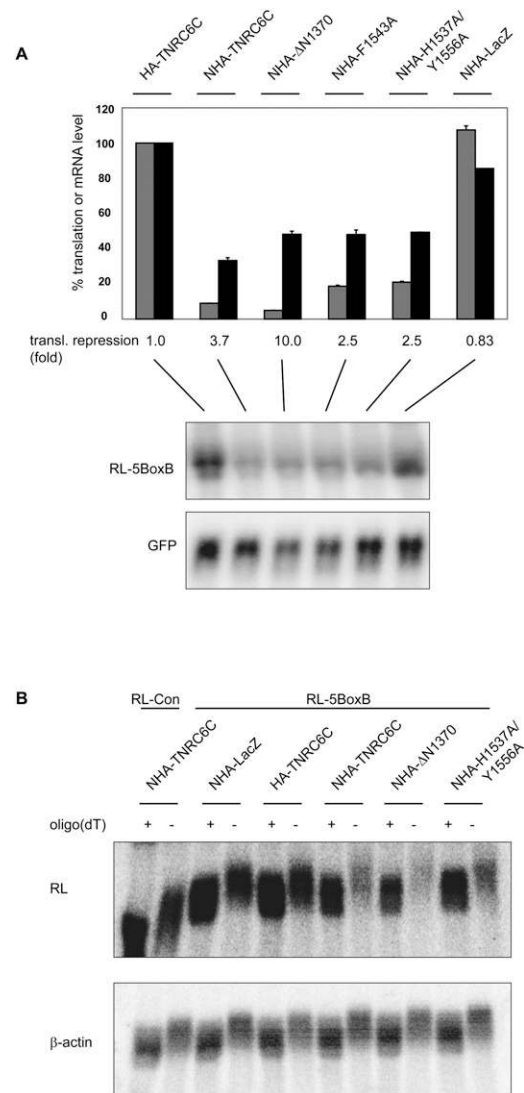 A
HA-TNRC6C
NHA-TNRC6C
NHA-ΔN1370
NHA-F1543A
NHA-H1537A/
Y1556A
NHA-LacZ
% translation or mRNA level
120
100
80
60
40
20
0
transl. repression 1.0 3.7 10.0 2.5 2.5 0.83
(fold)
RL-5BoxB
GFP
B
RL-Con RL-5BoxB
NHA-TNRC6C
NHA-LacZ
HA-TNRC6C
NHA-TNRC6C
NHA-ΔN1370
NHA-H1537A/
Y1556A
oligo(dT) + - + - + - + - + - + -
RL
β-actin